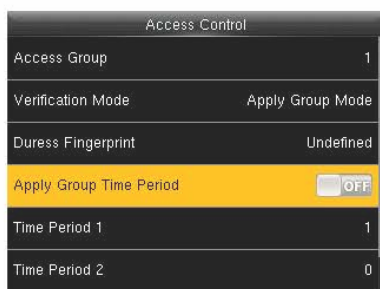 Access Control
Access Group 1
Verification Mode Apply Group Mode
Duress Fingerprint Undefined
Apply Group Time Period OFF
Time Period 1 1
Time Period 2 0